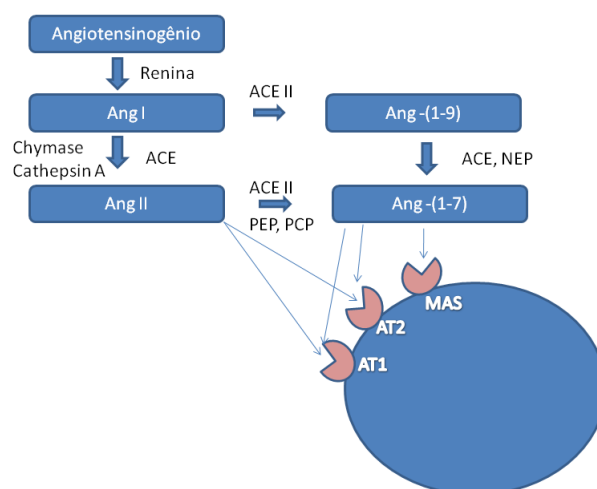 Angiotensinogênio
Renina
Ang I
ACE II
Ang -(1-9)
Chymase
Cathepsin A
ACE
ACE, NEP
Ang II
ACE II
PEP, PCP
Ang -(1-7)
MAS
AT2
AT1